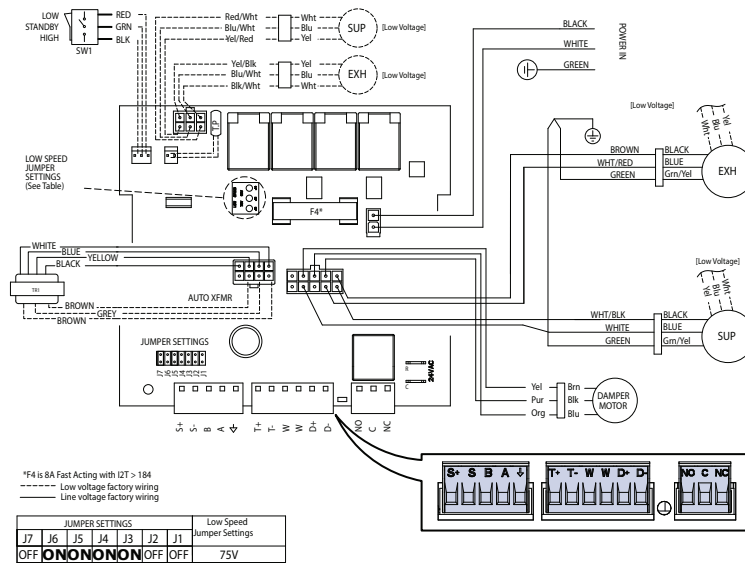 LOW
STANDBY
HIGH
SW1
RED
GRN
BLK
Red/Wht
Blu/Wht
Yel/Red
Wht
Blu
Yel
SUP
[Low Voltage]
Yel/Blk
Blu/Wht
Blk/Wht
Yel
Blu
Wht
EXH
[Low Voltage]
BLACK
WHITE
GREEN
POWER IN
T.P
LOW SPEED
JUMPER
SETTINGS
(See Table)
F4*
[Low Voltage]
Wht
Blu
Yel
BROWN
WHT/RED
GREEN
BLACK
BLUE
Grn/Yel
EXH
WHITE
BLUE
YELLOW
BLACK
TR1
BROWN
GREY
BROWN
AUTO XFMR
[Low Voltage]
Yel
Blu
Wht
WHT/BLK
WHITE
GREEN
BLACK
BLUE
Grn/Yel
SUP
JUMPER SETTINGS
J7
J6
J5
J4
J3
J2
J1
R
C
24VAC
Yel
Pur
Org
Brn
Blk
Blu
DAMPER
MOTOR
S+
S-
B
A
T+
T-
W
W
D+
D-
NO
C
NC
S+ S B A
T+ T- W W D+ D-
NO C NC
*F4 is 8A Fast Acting with I2T > 184
Low voltage factory wiring
Line voltage factory wiring
JUMPER SETTINGS
Low Speed
Jumper Settings
J7 J6 J5 J4 J3 J2 J1
OFF ON ON ON ON OFF OFF 75V